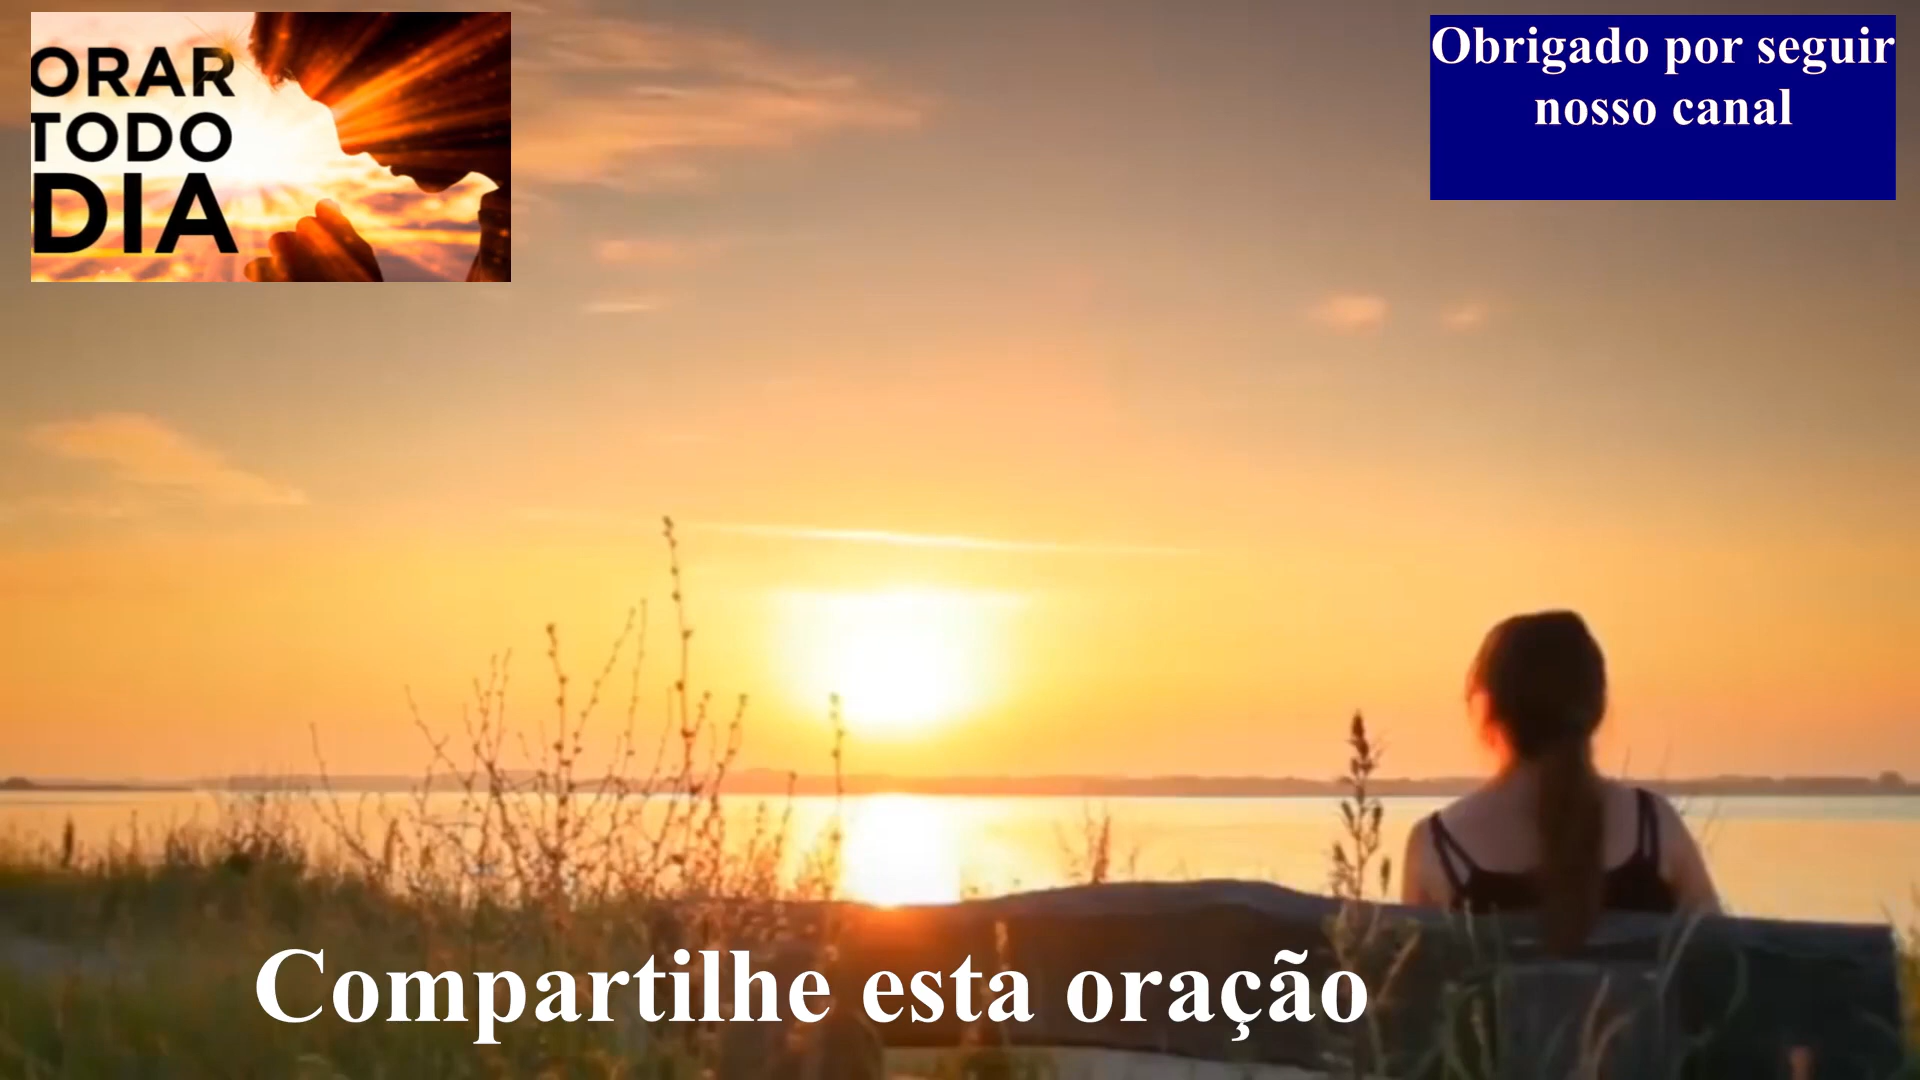 ORAR
TODO
DIA
Obrigado por seguir
nosso canal
Compartilhe esta oração